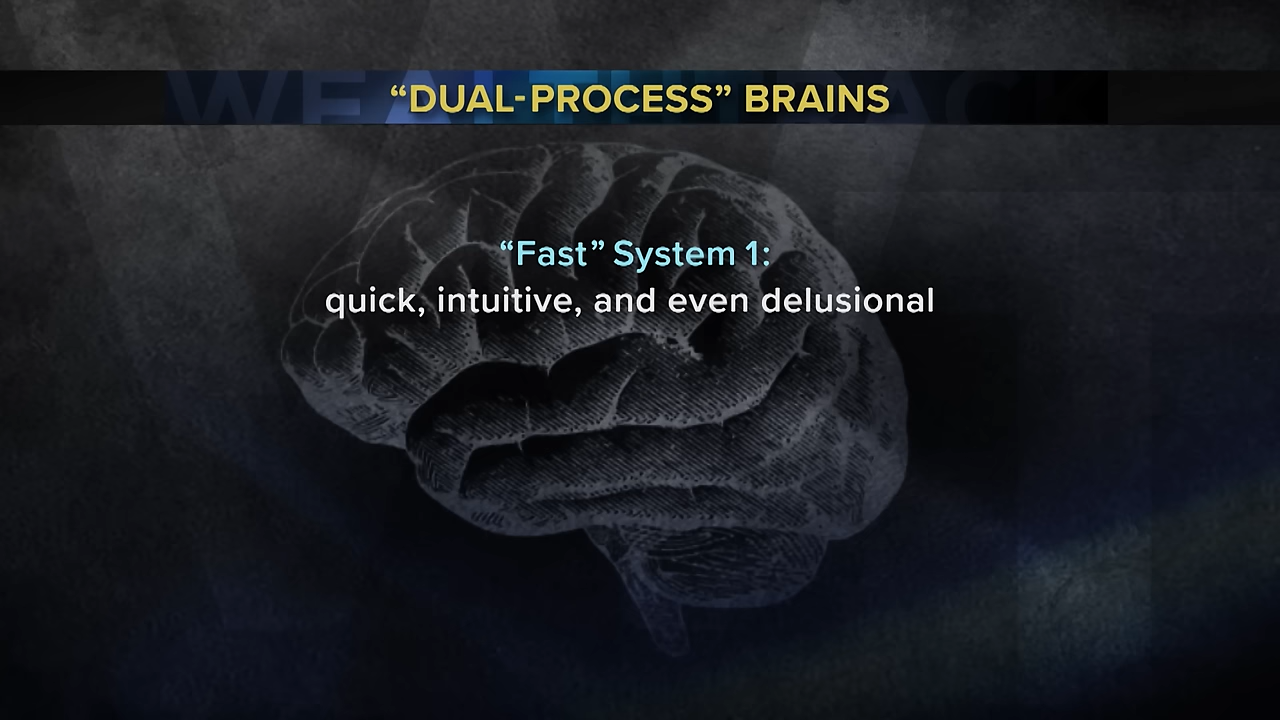 “DUAL-PROCESS” BRAINS
“Fast” System 1:
quick, intuitive, and even delusional